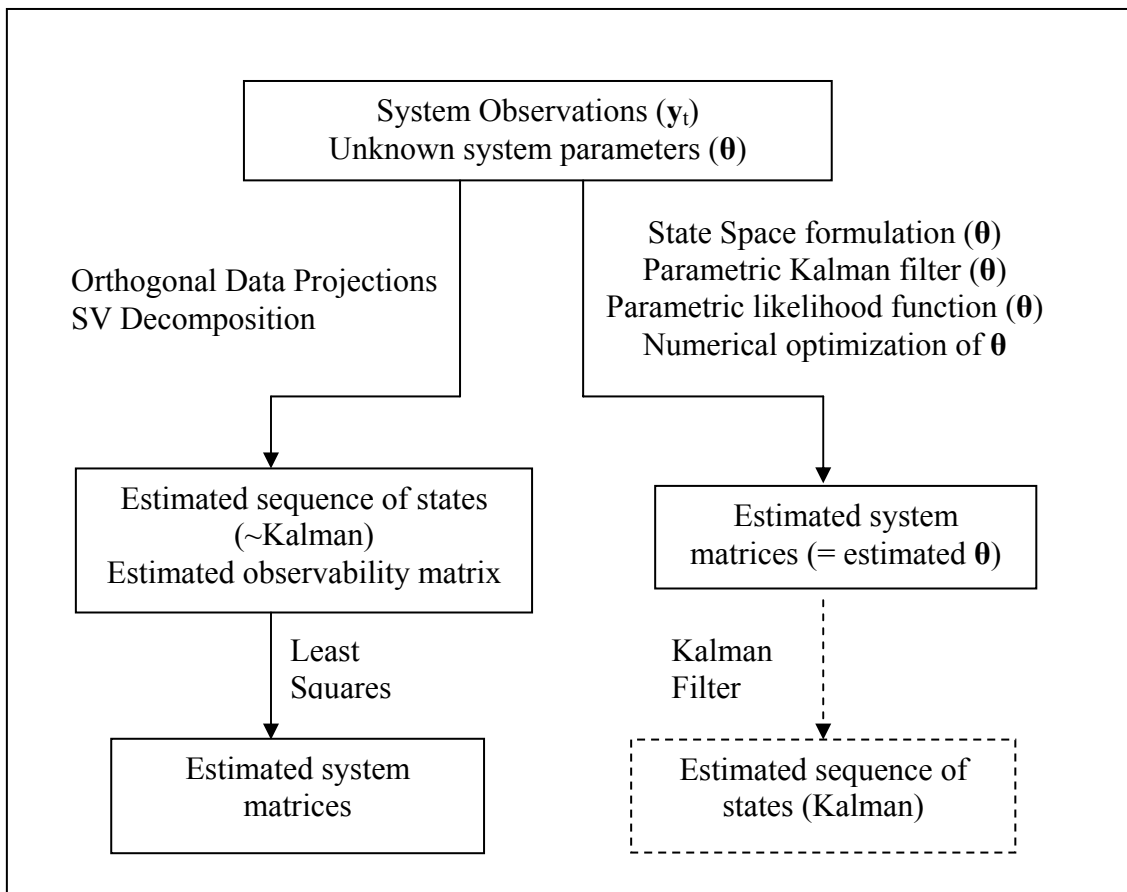 System Observations (yt)
Unknown system parameters (θ)
Orthogonal Data Projections
SV Decomposition
State Space formulation (θ)
Parametric Kalman filter (θ)
Parametric likelihood function (θ)
Numerical optimization of θ
Estimated sequence of states
(~Kalman)
Estimated observability matrix
Estimated system
matrices (= estimated θ)
Least
Squares
Kalman
Filter
Estimated system
matrices
Estimated sequence of
states (Kalman)